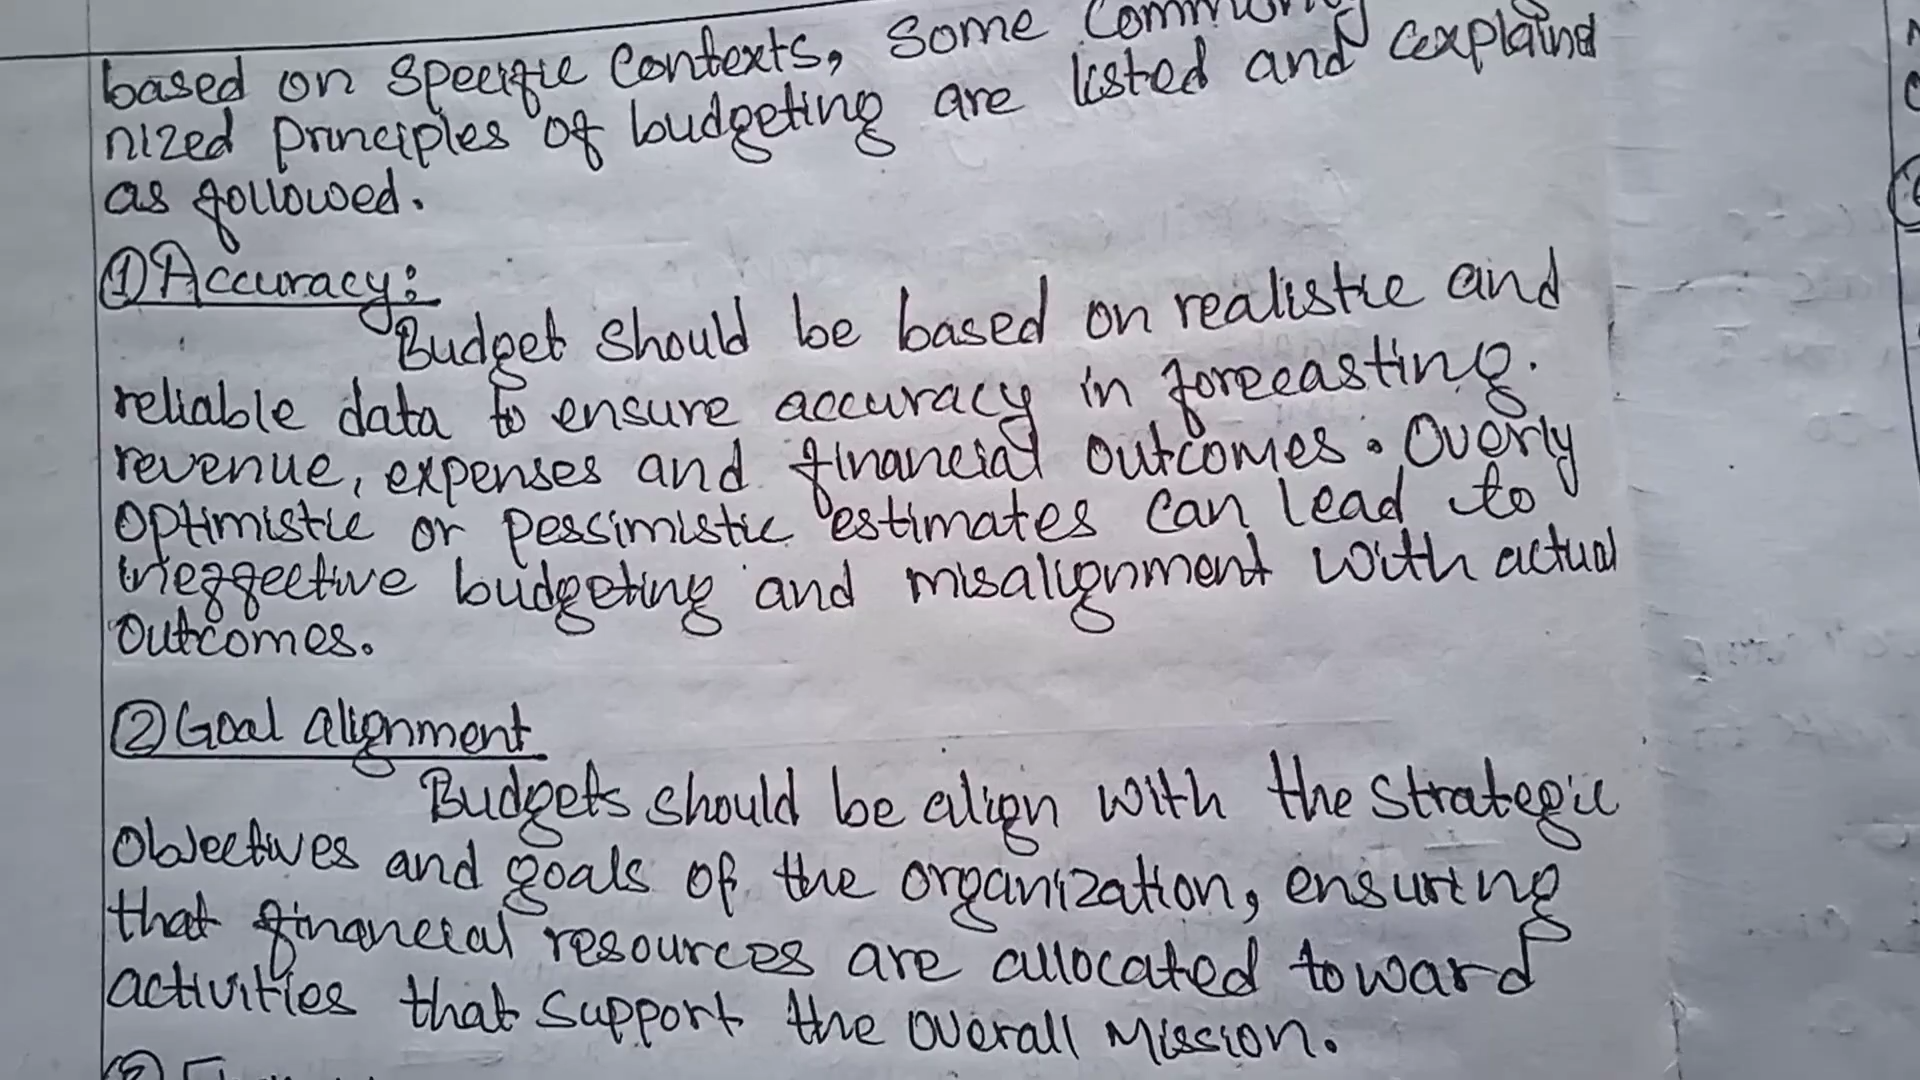 based on specific contexts, some common
nized principles of budgeting are listed and explained
as followed.
① Accuracy:
Budget should be based on realistic and
reliable data to ensure accuracy in forecasting.
revenue, expenses and financial outcomes. Overly
optimistic or pessimistic estimates can lead to
ineffective budgeting and misalignment with actual
outcomes.
② Goal alignment
Budgets should be align with the strategic
objectives and goals of the organization, ensuring
that financial resources are allocated toward
activities that support the overall Mission.